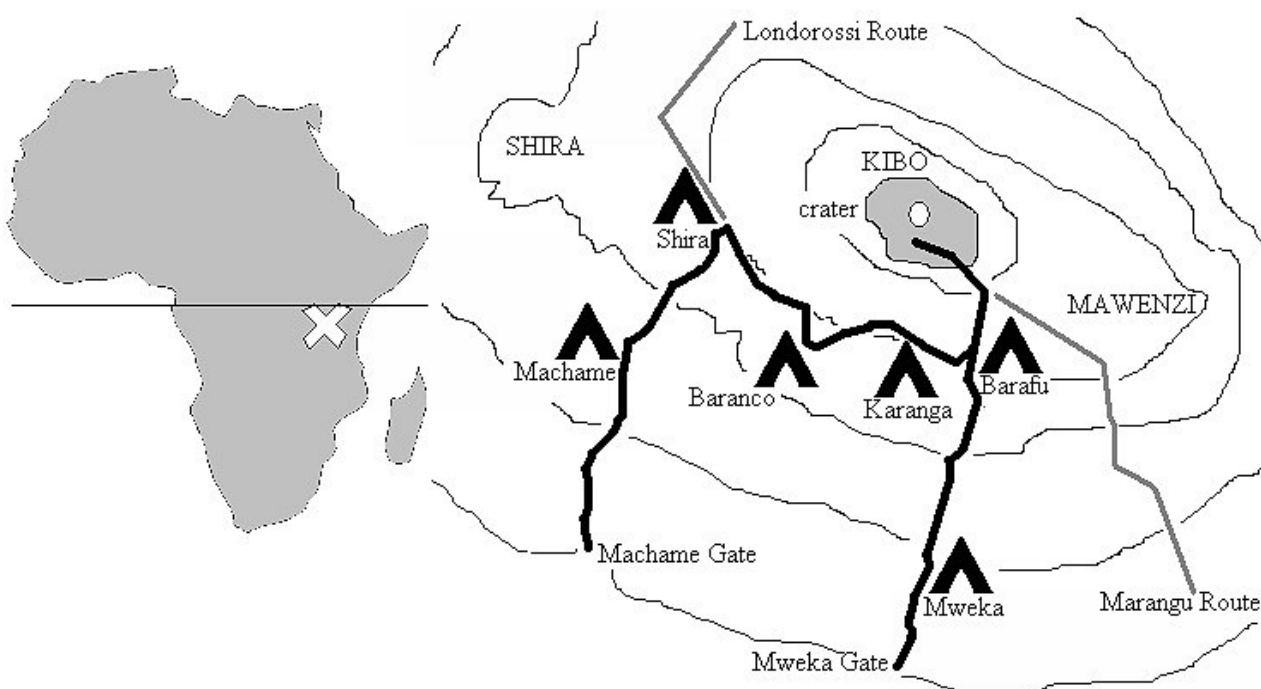 Londorossi Route
SHIRA
KIBO
crater
Shira
MAWENZI
Machame
Baranco
Karanga
Barafu
Machame Gate
Mweka
Marangu Route
Mweka Gate